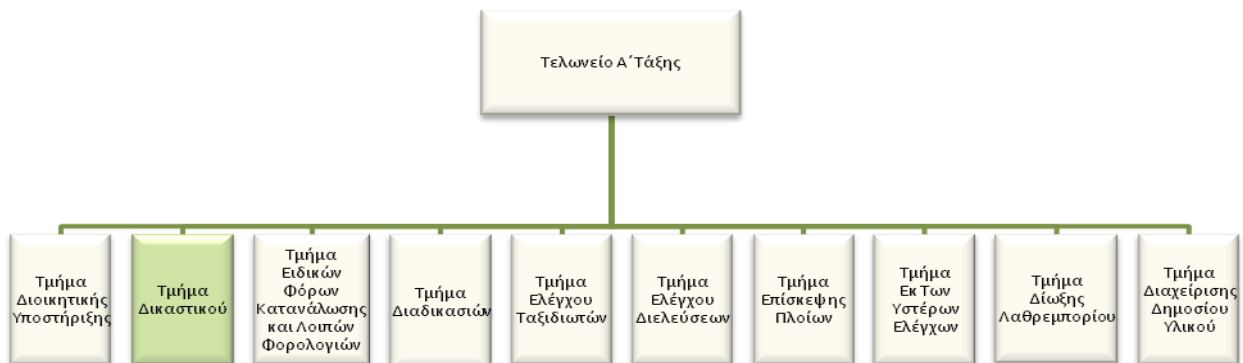 Τελωνείο Α΄Τάξης
Τμήμα
Διοικητικής
Υποστήριξης
Τμήμα
Δικαστικού
Τμήμα
Ειδικών
Φόρων
Κατανάλωσης
και Λοιπών
Φορολογιών
Τμήμα
Διαδικασιών
Τμήμα
Ελέγχου
Ταξιδιωτών
Τμήμα
Ελέγχου
Διελεύσεων
Τμήμα
Επίσκεψης
Πλοίων
Τμήμα
Εκ Των
Υστέρων
Ελέγχων
Τμήμα
Δίωξης
Λαθρεμπορίου
Τμήμα
Διαχείρισης
Δημοσίου
Υλικού